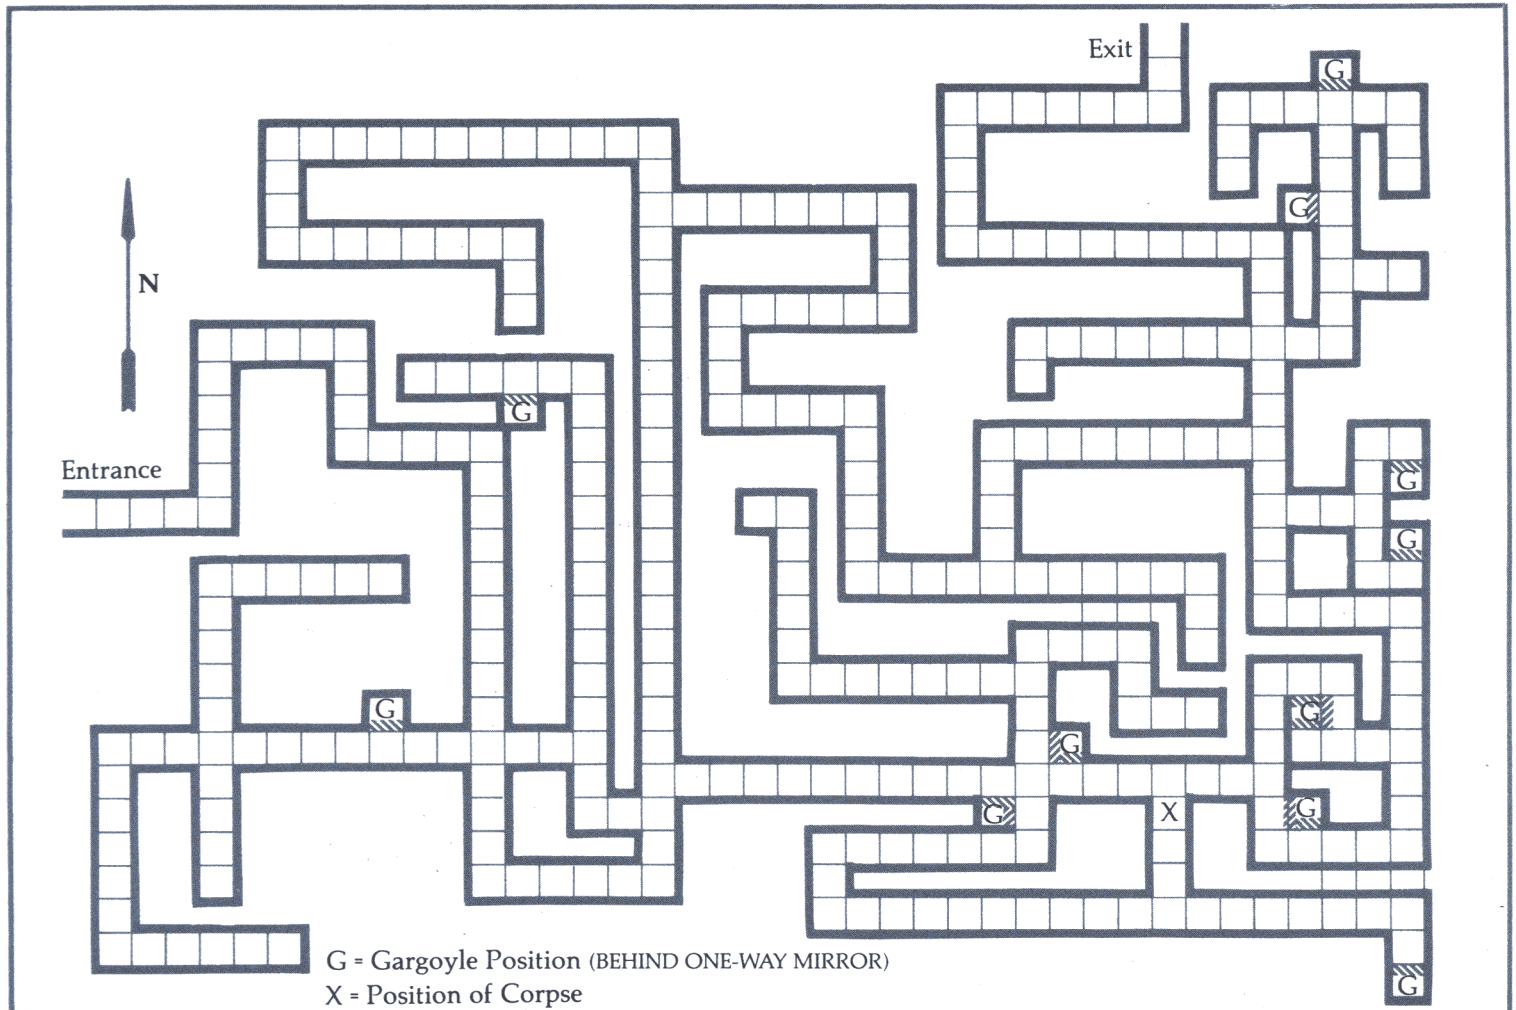 Exit
G
G
N
G
Entrance
G
G
G
G
G
G
G
X
G = Gargoyle Position (BEHIND ONE-WAY MIRROR)
X = Position of Corpse
G